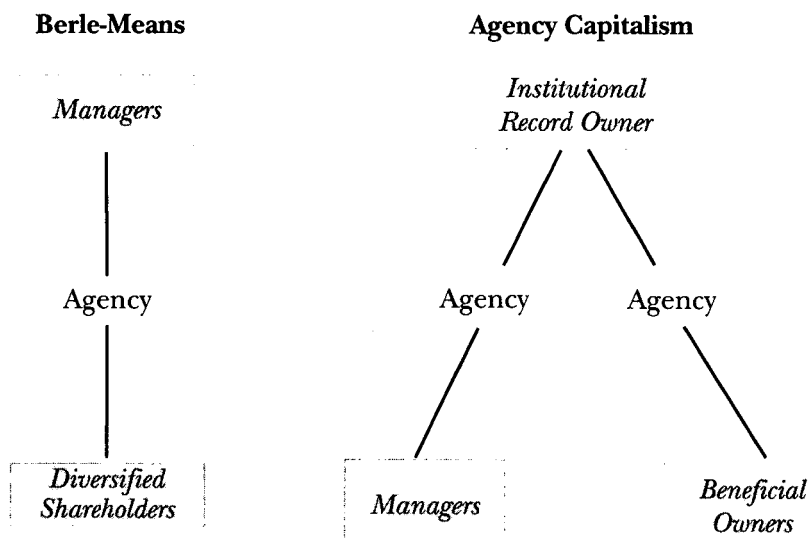 Berle-Means
Agency Capitalism
Managers
Institutional
Record Owner
Agency
Agency
Agency
Diversified
Shareholders
Managers
Beneficial
Owners